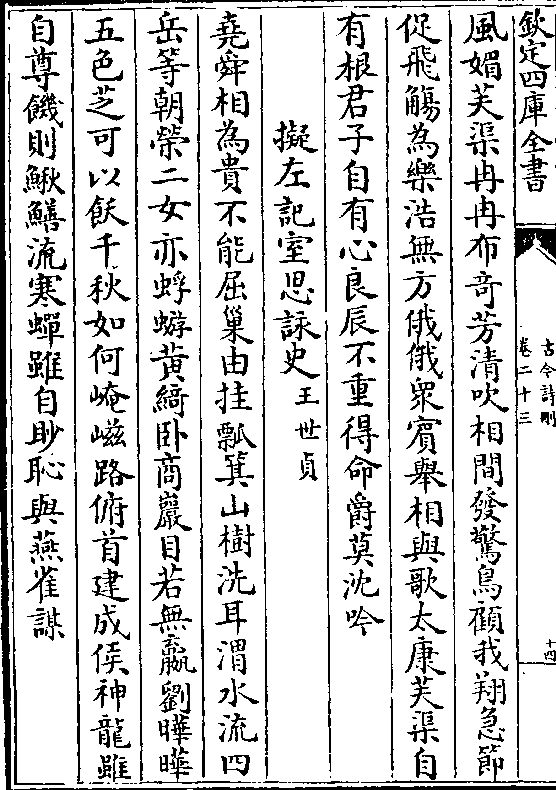 欽定四庫全書
古今詩刪
卷二十三
十四
風媚芙渠冉冉布奇芳清吹相間發驚鳥顧我翔急節
促飛觴為樂浩無方俄俄衆賔舉相與歌太康芙渠自
有根君子自有心良辰不重得命爵莫沈吟
擬左記室思詠史王世貞
堯舜相為貴不能屈巢由挂瓢箕山樹洗耳渭水流四
岳等朝榮二女亦蜉蝣黃綺卧商巖目若無嬴劉曄曄
五色芝可以飫千秋如何崦嵫路俯首建成侯神龍雖
自尊饑則鰍鱔流寒蟬雖自眇恥與燕雀謀